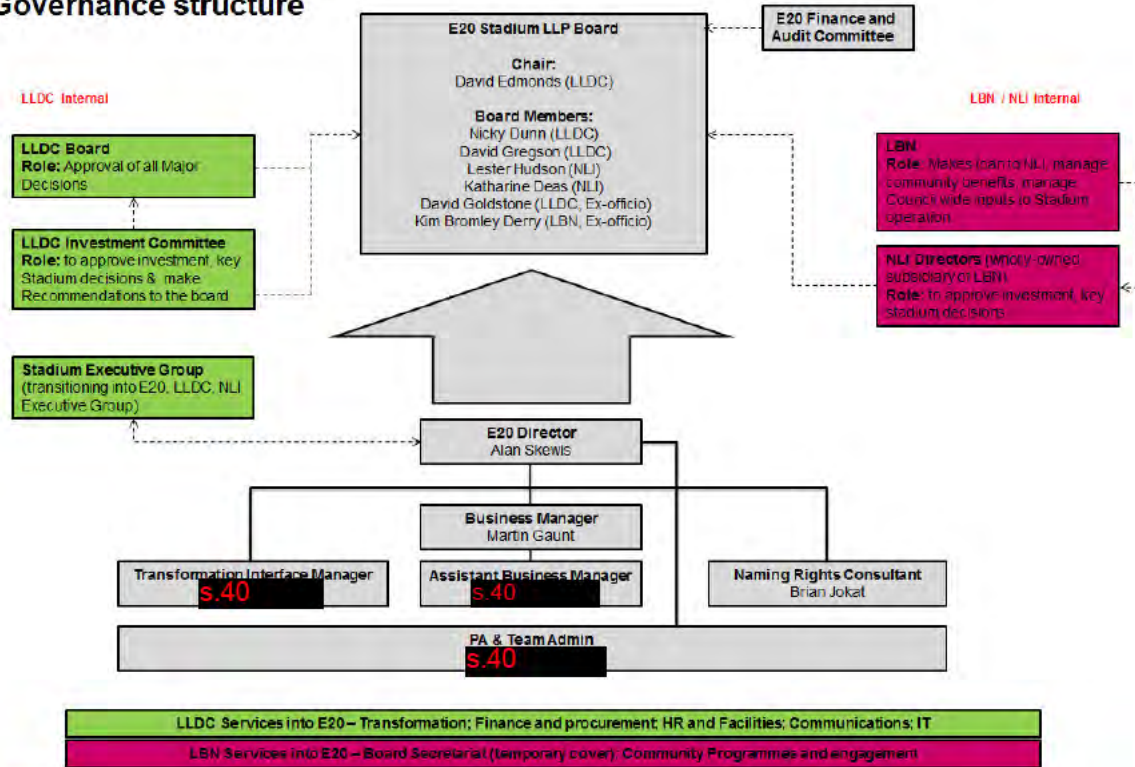 Governance structure
E20 Stadium LLP Board
Chair:
David Edmonds (LLDC)
Board Members:
Nicky Dunn (LLDC)
David Gregson (LLDC)
Lester Hudson (NLI)
Katharine Deas (NLI)
David Goldstone (LLDC, Ex-officio)
Kim Bromley Derry (LBN, Ex-officio)
E20 Finance and
Audit Committee
LLDC Internal
LLDC Board
Role: Approval of all Major
Decisions
LLDC Investment Committee
Role: to approve investment, key
Stadium decisions & make
Recommendations to the board
Stadium Executive Group
(transitioning into E20, LLDC, NLI
Executive Group)
LBN / NLI Internal
LBN
Role: Makes loan to NLI, manage
community benefits, manage
Council wide inputs to Stadium
operation
NLI Directors (wholly-owned
subsidiary of LBN)
Role: to approve investment, key
stadium decisions
E20 Director
Alan Skewis
Business Manager
Martin Gaunt
Transformation Interface Manager
s.40
Assistant Business Manager
s.40
Naming Rights Consultant
Brian Jokat
PA & Team Admin
s.40
LLDC Services into E20 – Transformation; Finance and procurement; HR and Facilities; Communications; IT
LBN Services into E20 – Board Secretariat (temporary cover); Community Programmes and engagement